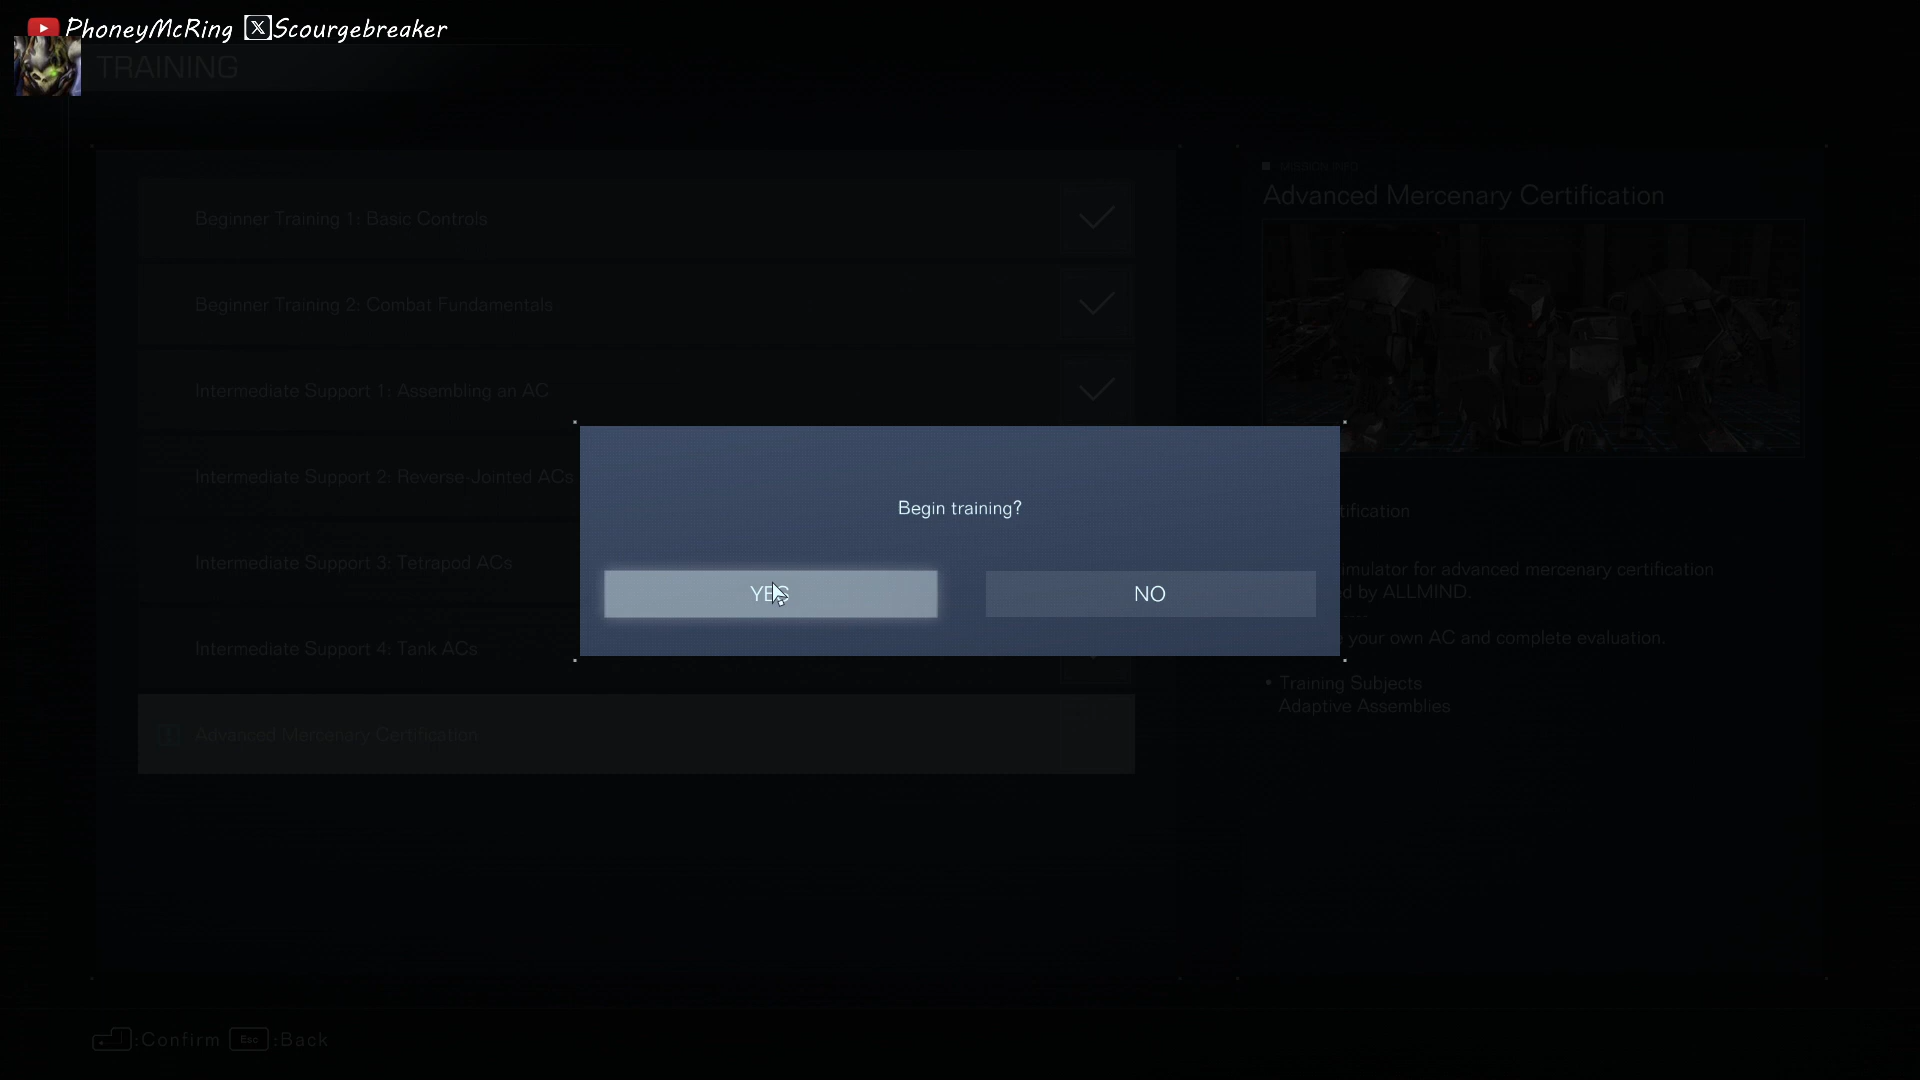 PhoneyMcRing Scourgebreaker
TRAINING
Beginner Training 1: Basic Controls
Beginner Training 2: Combat Fundamentals
Intermediate Support 1: Assembling an AC
Intermediate Support 2: Reverse-Jointed ACs
Intermediate Support 3: Tetrapod ACs
Intermediate Support 4: Tank ACs
Advanced Mercenary Certification
Begin training?
YES
NO
MISSION INFO
Advanced Mercenary Certification
tification
mulator for advanced mercenary certification
d by ALLMIND.
your own AC and complete evaluation.
• Training Subjects
Adaptive Assemblies
:Confirm Esc :Back